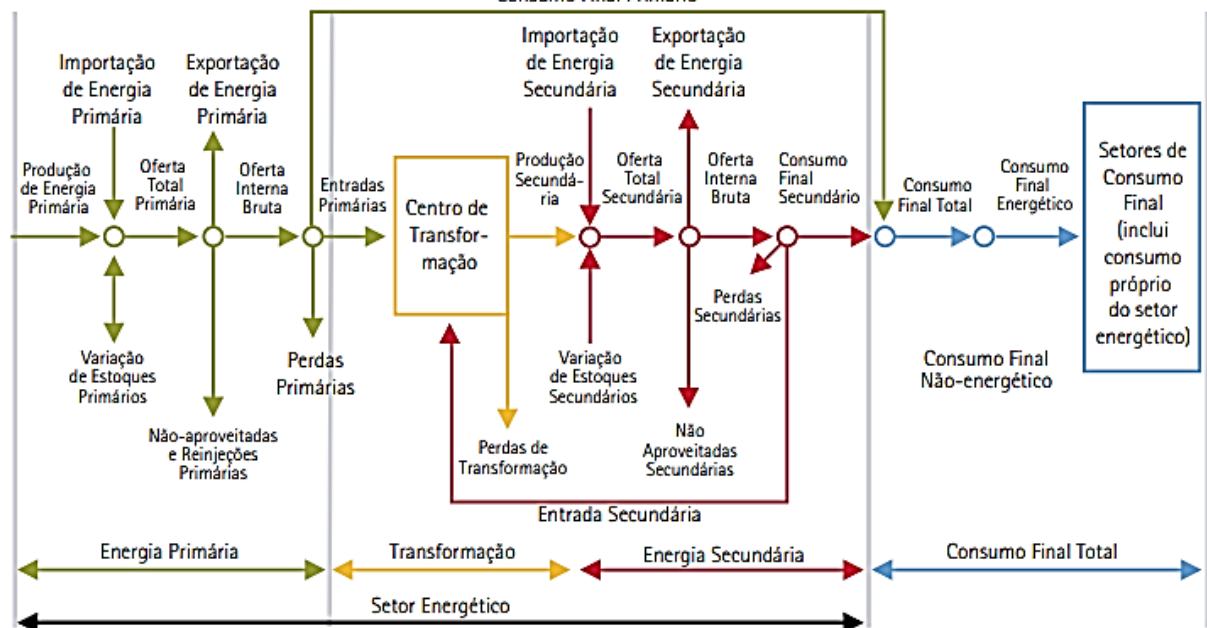 Consumo Final Primário
Importação
de Energia
Primária
Exportação
de Energia
Primária
Importação
de Energia
Secundária
Exportação
de Energia
Secundária
Produção
de Energia
Primária
Oferta
Total
Primária
Oferta
Interna
Bruta
Entradas
Primárias
Centro de
Transfor-
mação
Produção
Secundá-
ria
Oferta
Total
Secundária
Oferta
Interna
Bruta
Consumo
Final
Secundário
Consumo
Final Total
Consumo
Final
Energético
Setores de
Consumo
Final
(inclui
consumo
próprio
do setor
energético)
Variação
de Estoques
Primários
Perdas
Primárias
Não-aproveitadas
e Reinjeções
Primárias
Perdas de
Transformação
Variação
de Estoques
Secundários
Perdas
Secundárias
Não
Aproveitadas
Secundárias
Consumo Final
Não-energético
Entrada Secundária
Energia Primária
Transformação
Energia Secundária
Consumo Final Total
Setor Energético